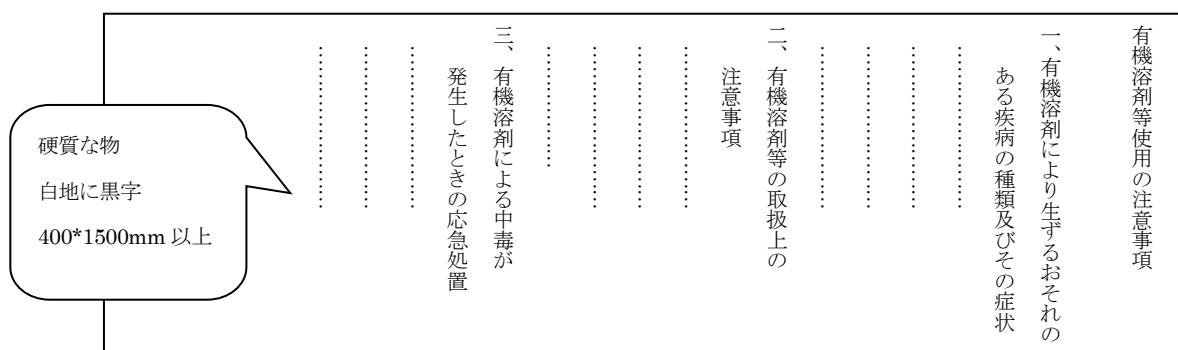 有機溶剤等使用の注意事項
一、有機溶剤により生ずるおそれの
ある疾病の種類及びその症状
…………………
…………………
…………………
…………………
二、有機溶剤等の取扱上の
注意事項
…………………
…………………
…………………
……………
三、有機溶剤による中毒が
発生したときの応急処置
…………………
…………………
…………………
硬質な物
白地に黒字
400*1500mm 以上